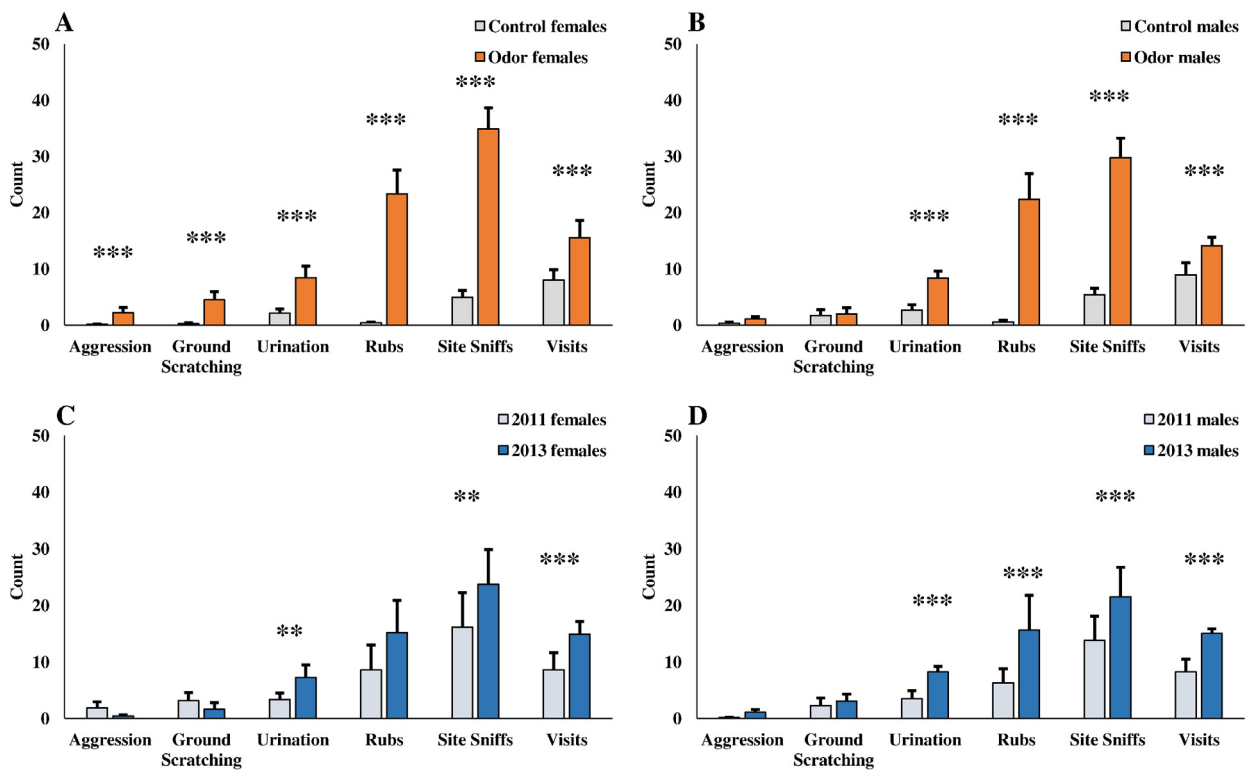 A
Control females
Odor females
50
40
30
20
10
0
Count
***
***
***
***
***
***
Aggression
Ground
Scratching
Urination
Rubs
Site Sniffs
Visits
B
Control males
Odor males
50
40
30
20
10
0
Count
***
***
***
***
Aggression
Ground
Scratching
Urination
Rubs
Site Sniffs
Visits
C
2011 females
2013 females
50
40
30
20
10
0
Count
**
**
***
Aggression
Ground
Scratching
Urination
Rubs
Site Sniffs
Visits
D
2011 males
2013 males
50
40
30
20
10
0
Count
***
***
***
***
Aggression
Ground
Scratching
Urination
Rubs
Site Sniffs
Visits